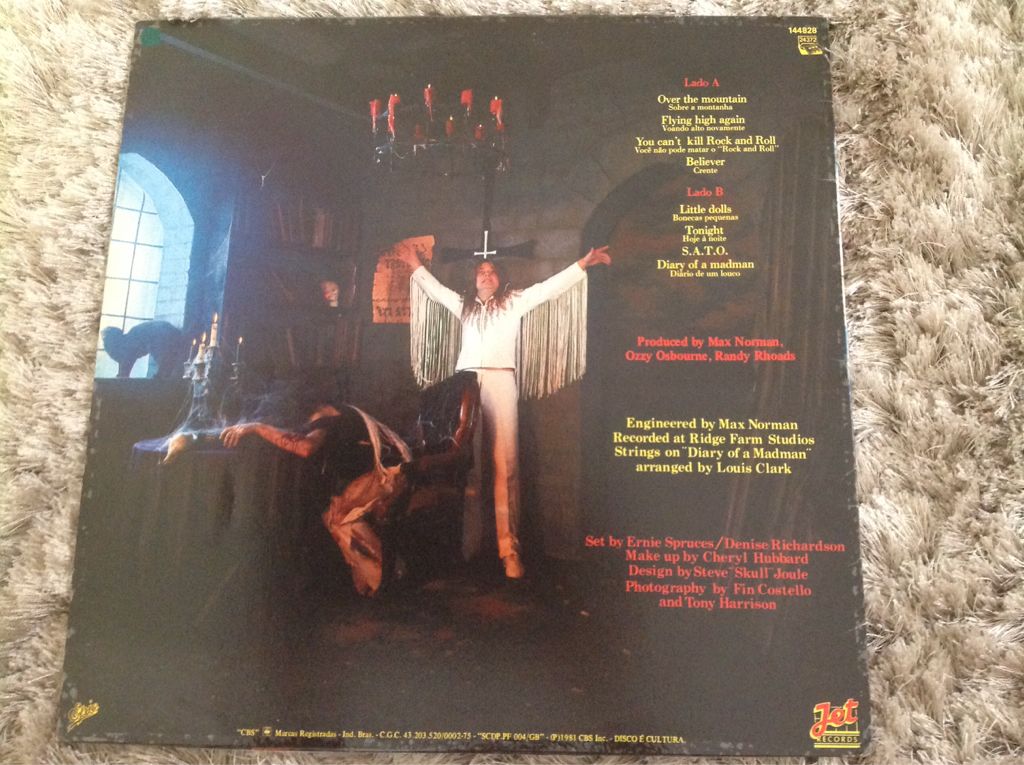 144828
Lado A
Over the mountain
Sobre a montanha
Flying high again
Voando alto novamente
You can't kill Rock and Roll
Você não pode matar o "Rock and Roll"
Believer
Crente
Lado B
Little dolls
Bonecas pequenas
Tonight
Hoje à noite
S.A.T.O.
Diary of a madman
Diário de um louco
Produced by Max Norman,
Ozzy Osbourne, Randy Rhoads
Engineered by Max Norman
Recorded at Ridge Farm Studios
Strings on "Diary of a Madman"
arranged by Louis Clark
Set by Ernie Spruces/Denise Richardson
Make up by Cheryl Hubbard
Design by Steve "Skull" Joule
Photography by Fin Costello
and Tony Harrison
Epic
"CBS" Marcas Registradas - Ind. Bras. - C.G.C. 43 203.520/0002-75 - "SCDP.PF 004/GB" - (P)1981 CBS Inc. - DISCO É CULTURA.
Jet
RECORDS